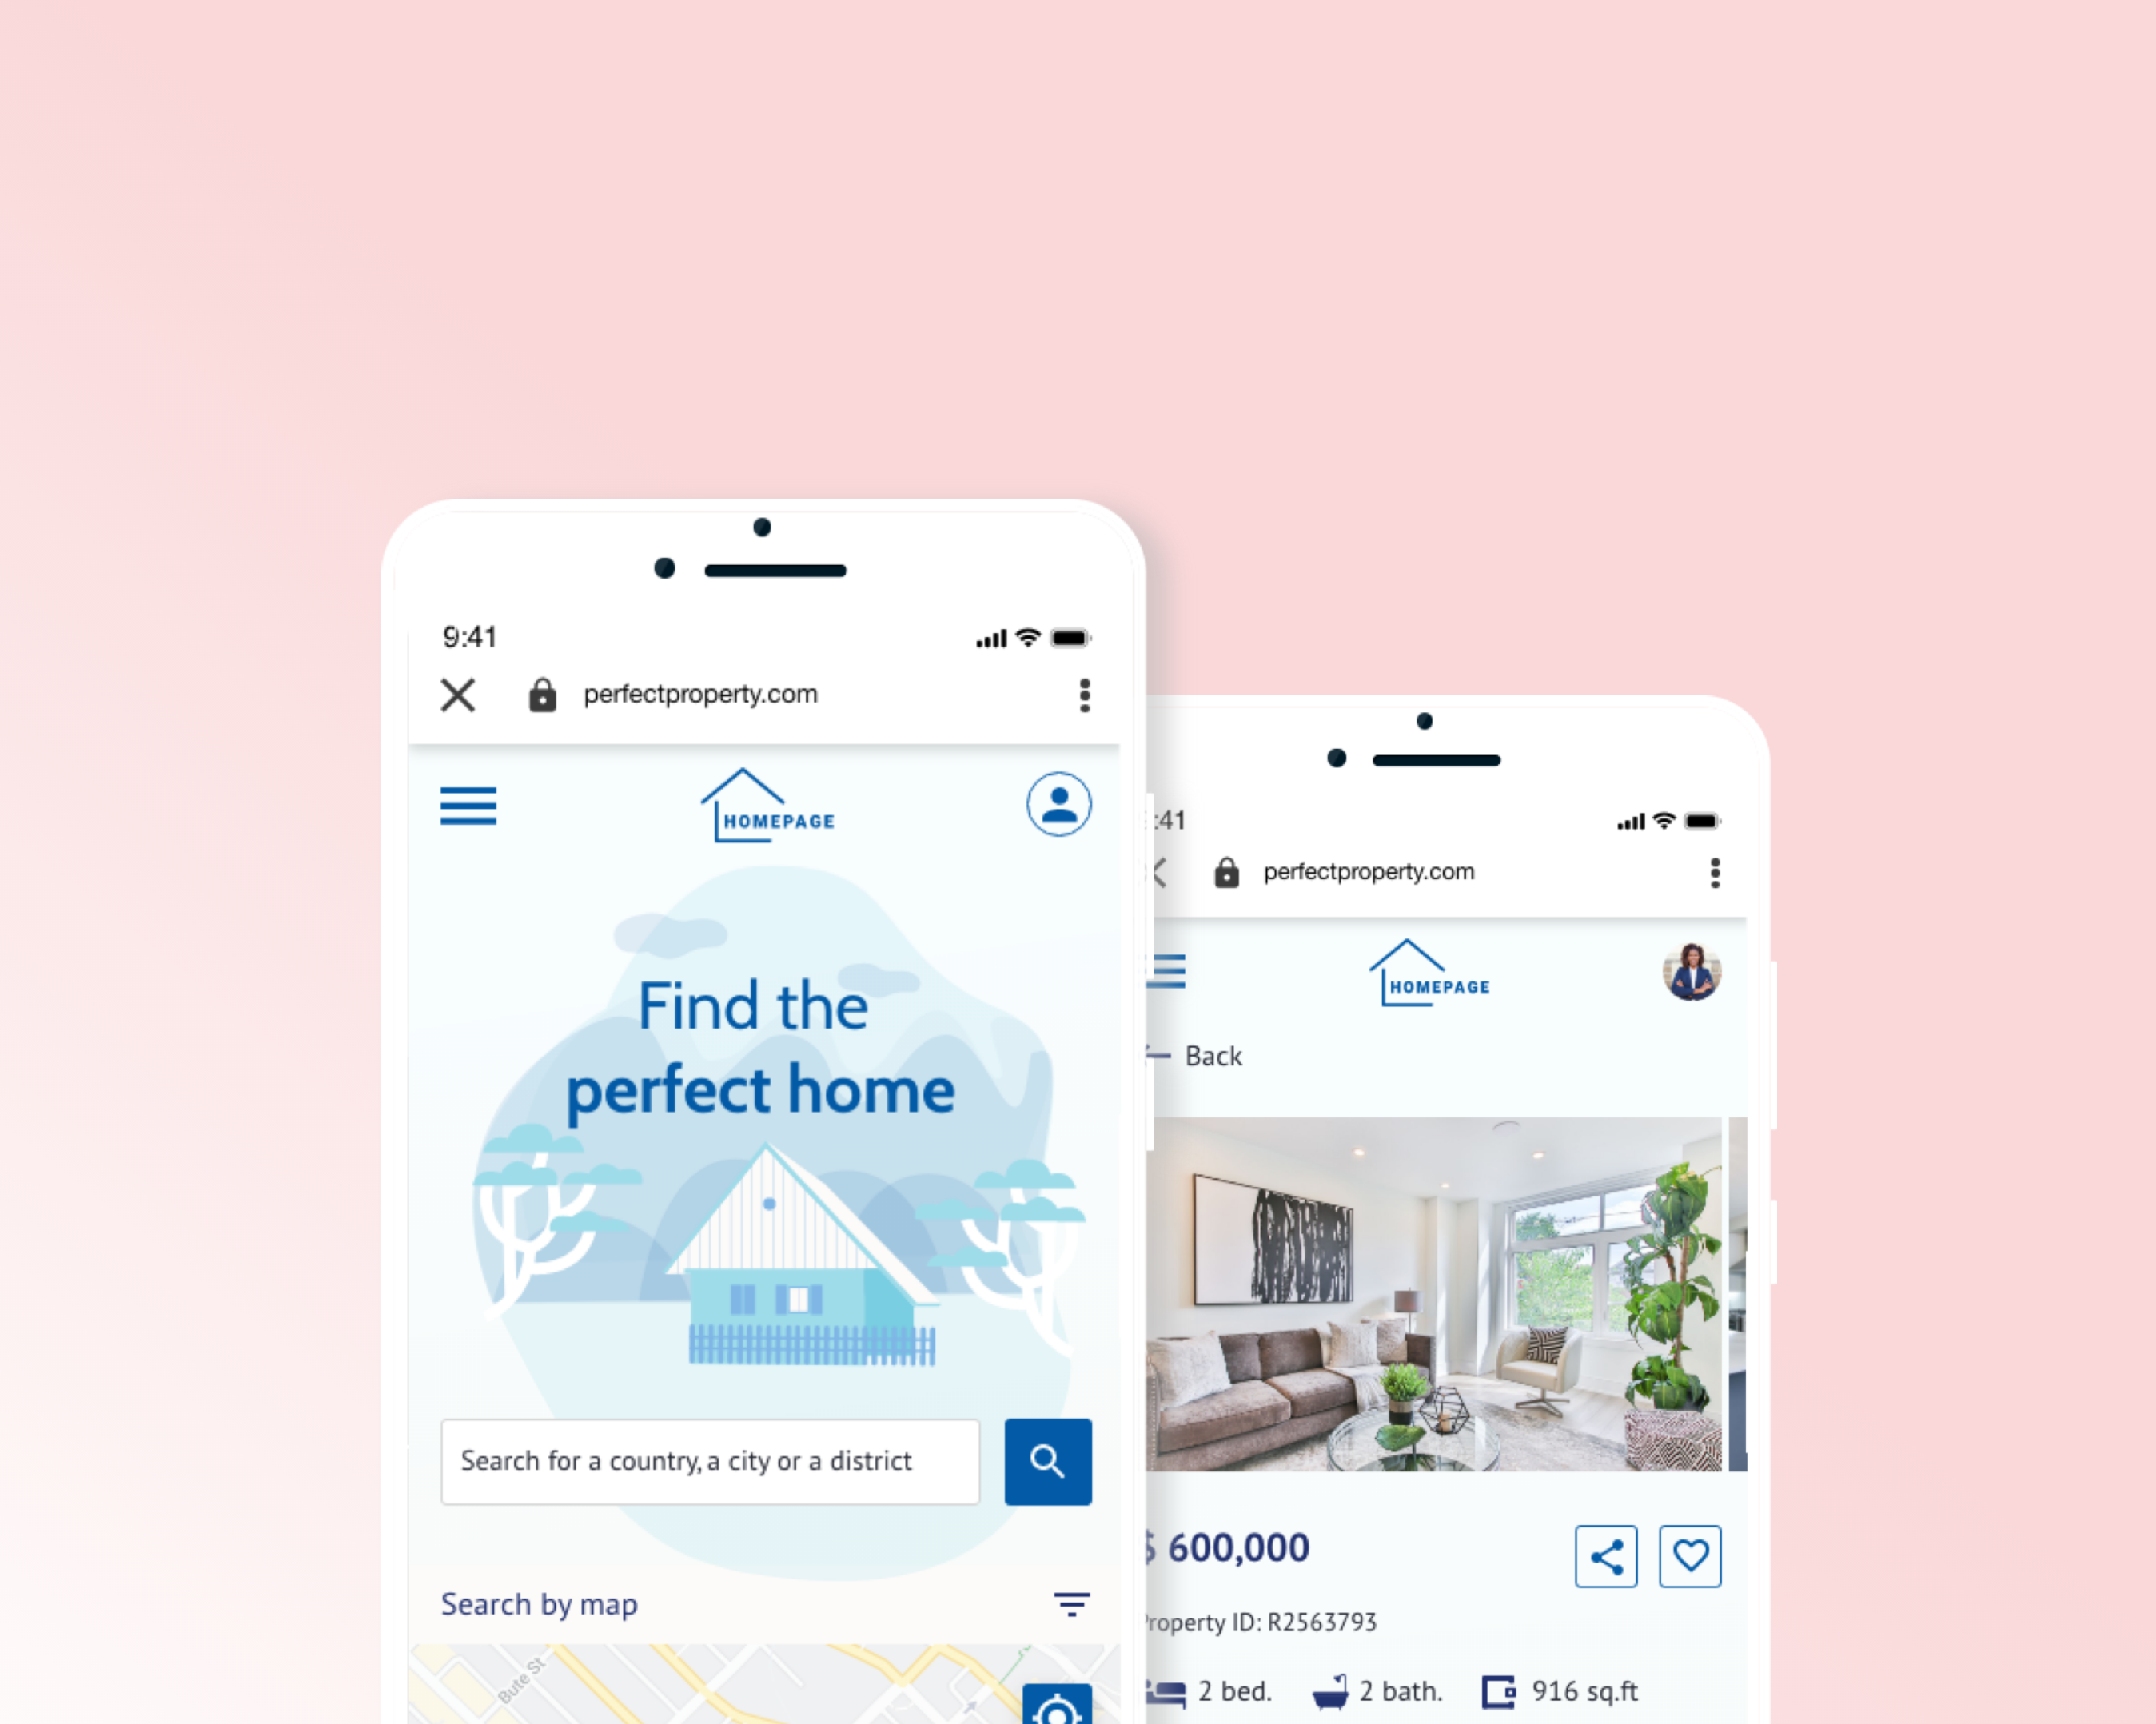 9:41
perfectproperty.com
HOMEPAGE
Find the
perfect home
Search for a country, a city or a district
Search by map
Bute St
:41
perfectproperty.com
HOMEPAGE
Back
$ 600,000
Property ID: R2563793
2 bed. 2 bath. 916 sq.ft